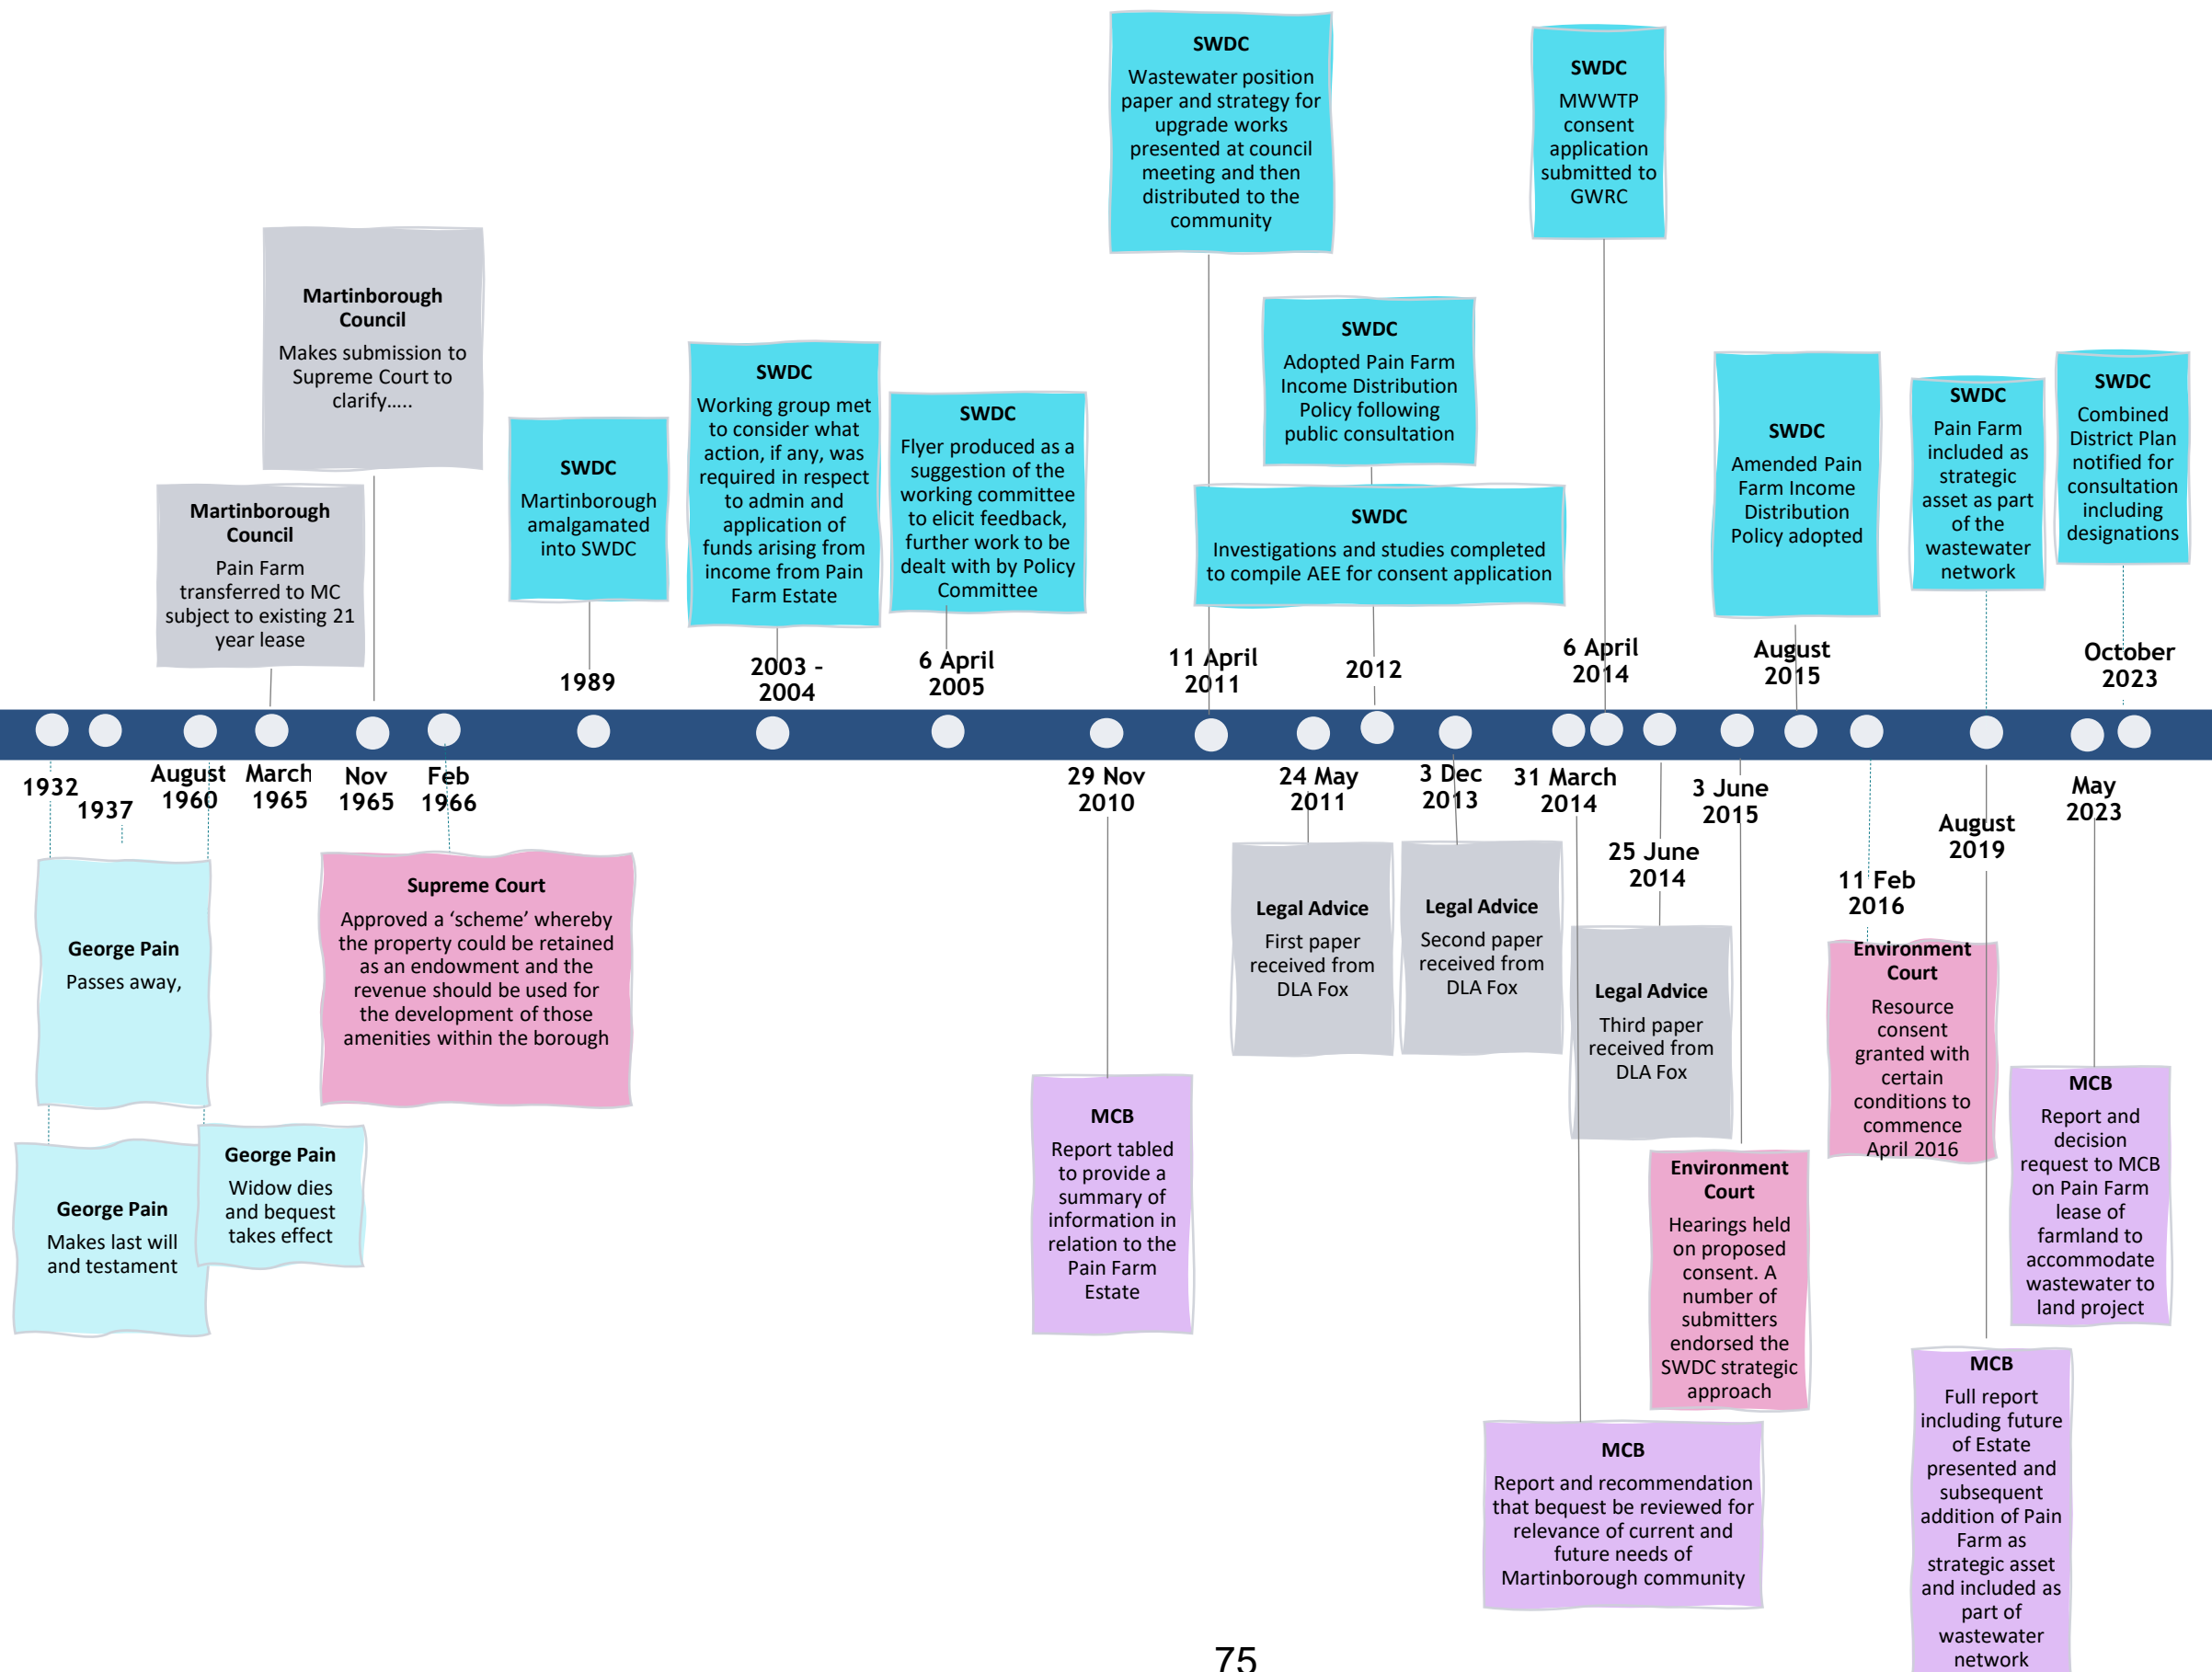 SWDC
Wastewater position
paper and strategy for
upgrade works
presented at council
meeting and then
distributed to the
community
SWDC
MWWTP
consent
application
submitted to
GWRC
Martinborough
Council
Makes submission to
Supreme Court to
clarify…..
Martinborough
Council
Pain Farm
transferred to MC
subject to existing 21
year lease
SWDC
Martinborough
amalgamated
into SWDC
SWDC
Working group met
to consider what
action, if any, was
required in respect
to admin and
application of
funds arising from
income from Pain
Farm Estate
SWDC
Flyer produced as a
suggestion of the
working committee
to elicit feedback,
further work to be
dealt with by Policy
Committee
SWDC
Adopted Pain Farm
Income Distribution
Policy following
public consultation
SWDC
Investigations and studies completed
to compile AEE for consent application
SWDC
Amended Pain
Farm Income
Distribution
Policy adopted
SWDC
Pain Farm
included as
strategic
asset as part
of the
wastewater
network
SWDC
Combined
District Plan
notified for
consultation
including
designations
1989
2003 -
2004
6 April
2005
11 April
2011
2012
6 April
2014
August
2015
October
2023
1932
1937
August
1960
March
1965
Nov
1965
Feb
1966
29 Nov
2010
24 May
2011
3 Dec
2013
31 March
2014
25 June
2014
3 June
2015
11 Feb
2016
August
2019
May
2023
George Pain
Passes away,
George Pain
Makes last will
and testament
George Pain
Widow dies
and bequest
takes effect
Supreme Court
Approved a ‘scheme’ whereby
the property could be retained
as an endowment and the
revenue should be used for
the development of those
amenities within the borough
MCB
Report tabled
to provide a
summary of
information in
relation to the
Pain Farm
Estate
Legal Advice
First paper
received from
DLA Fox
Legal Advice
Second paper
received from
DLA Fox
Legal Advice
Third paper
received from
DLA Fox
Environment
Court
Hearings held
on proposed
consent. A
number of
submitters
endorsed the
SWDC strategic
approach
MCB
Report and recommendation
that bequest be reviewed for
relevance of current and
future needs of
Martinborough community
Environment
Court
Resource
consent
granted with
certain
conditions to
commence
April 2016
MCB
Report and
decision
request to MCB
on Pain Farm
lease of
farmland to
accommodate
wastewater to
land project
MCB
Full report
including future
of Estate
presented and
subsequent
addition of Pain
Farm as
strategic asset
and included as
part of
wastewater
network
75